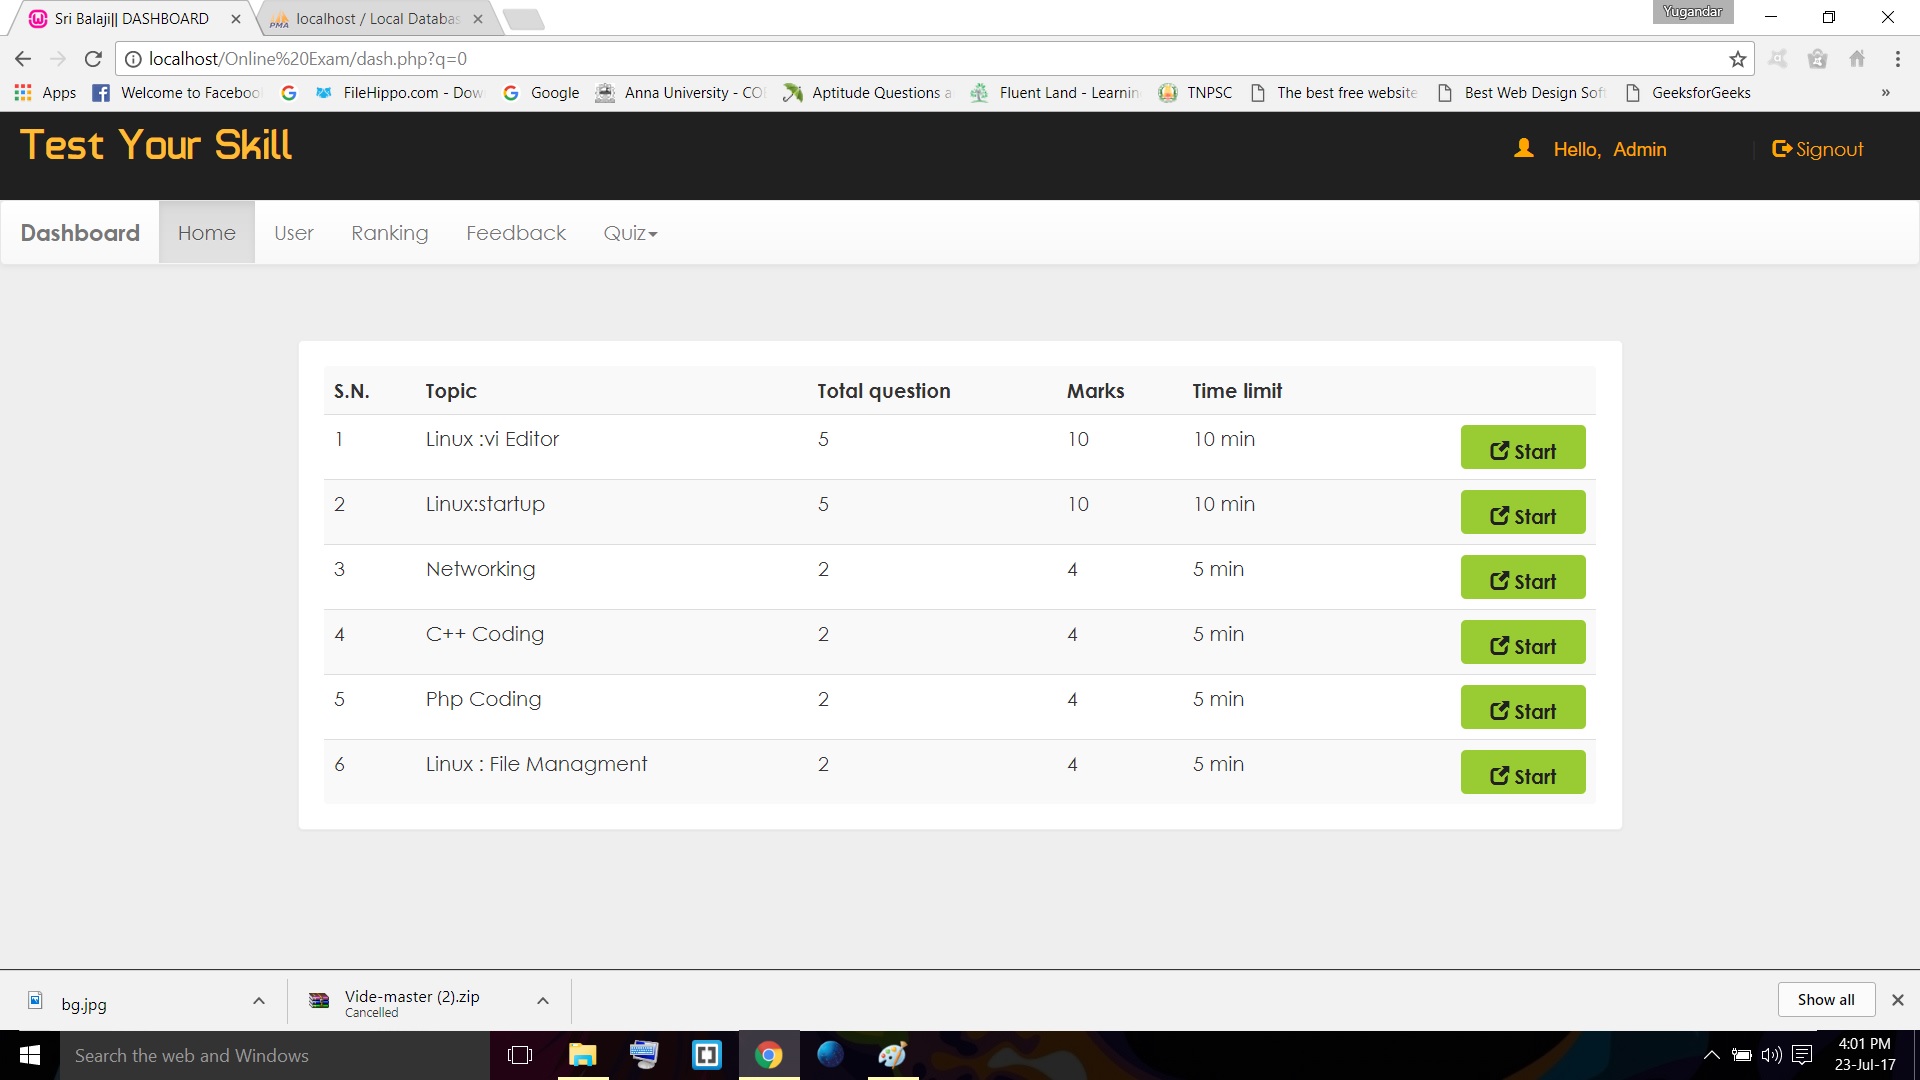 Sri Balaji|| DASHBOARD
localhost / Local Databas
Yugandar
localhost/Online%20Exam/dash.php?q=0
Apps Welcome to Faceboo FileHippo.com - Dow Google Anna University - CO Aptitude Questions a Fluent Land - Learnin TNPSC The best free website Best Web Design Sof GeeksforGeeks »
Test Your Skill
Hello, Admin
Signout
Dashboard Home User Ranking Feedback Quiz
S.N. Topic Total question Marks Time limit
1 Linux :vi Editor 5 10 10 min Start
2 Linux:startup 5 10 10 min Start
3 Networking 2 4 5 min Start
4 C++ Coding 2 4 5 min Start
5 Php Coding 2 4 5 min Start
6 Linux : File Managment 2 4 5 min Start
bg.jpg
Vide-master (2).zip
Cancelled
Show all
Search the web and Windows
4:01 PM
23-Jul-17